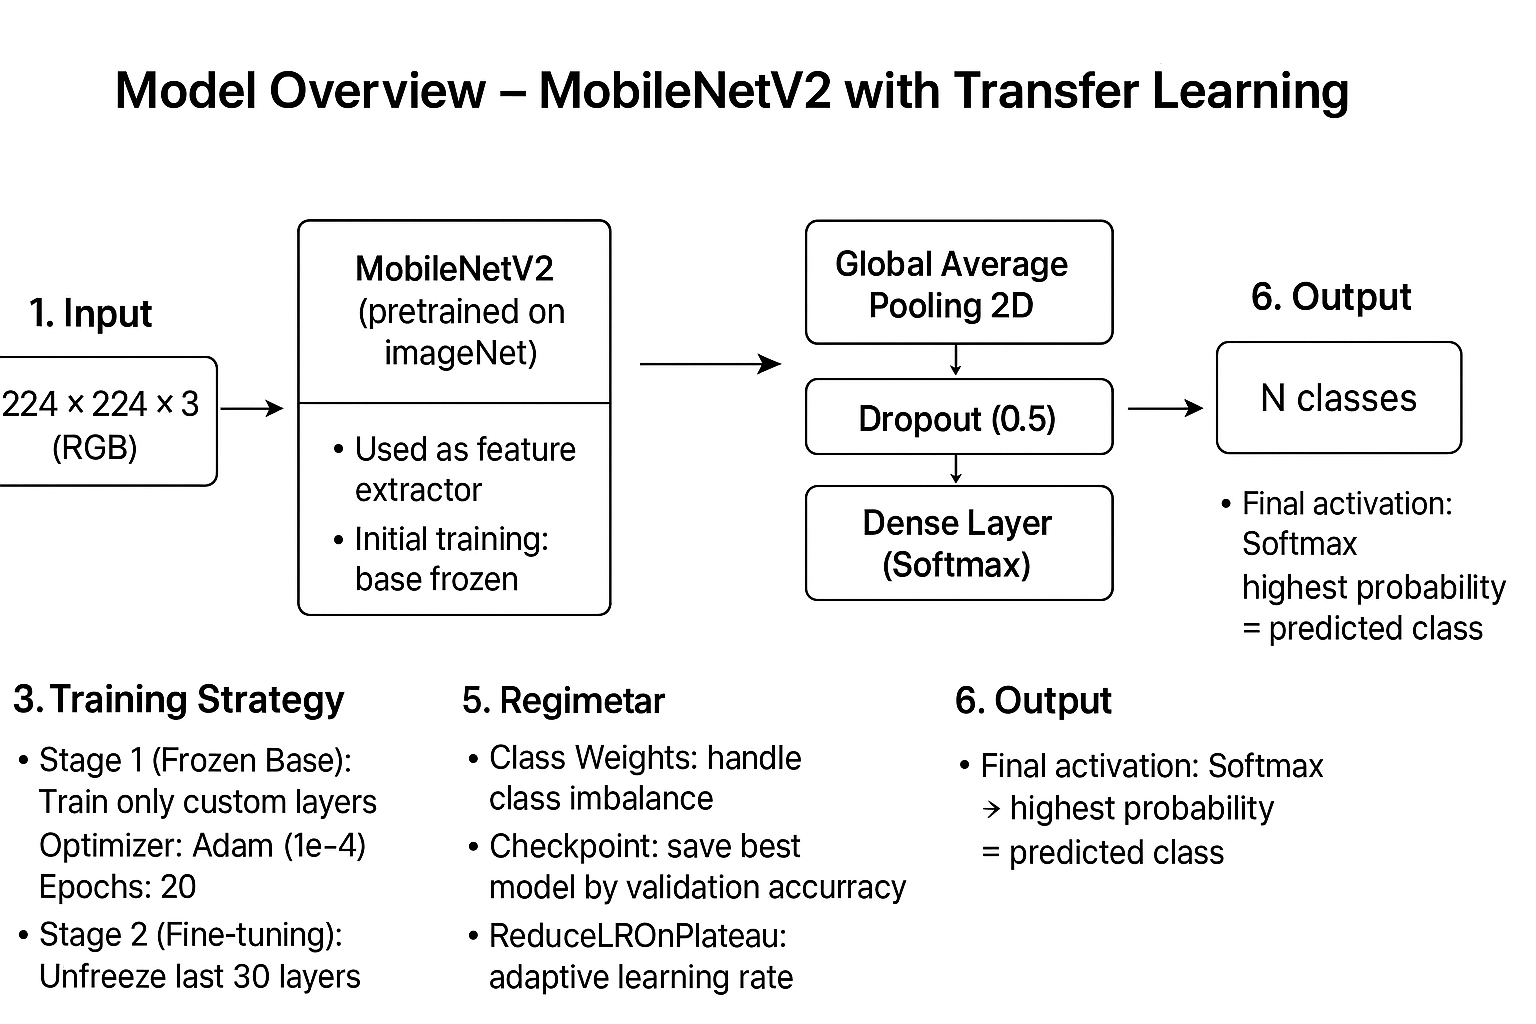 Model Overview – MobileNetV2 with Transfer Learning
1. Input
224 × 224 × 3
(RGB)
MobileNetV2
(pretrained on
imageNet)
• Used as feature
extractor
• Initial training:
base frozen
Global Average
Pooling 2D
Dropout (0.5)
Dense Layer
(Softmax)
6. Output
N classes
• Final activation:
Softmax
highest probability
= predicted class
3. Training Strategy
• Stage 1 (Frozen Base):
Train only custom layers
Optimizer: Adam (1e-4)
Epochs: 20
• Stage 2 (Fine-tuning):
Unfreeze last 30 layers
5. Regimetar
• Class Weights: handle
class imbalance
• Checkpoint: save best
model by validation accurracy
• ReduceLROnPlateau:
adaptive learning rate
6. Output
• Final activation: Softmax
→ highest probability
= predicted class